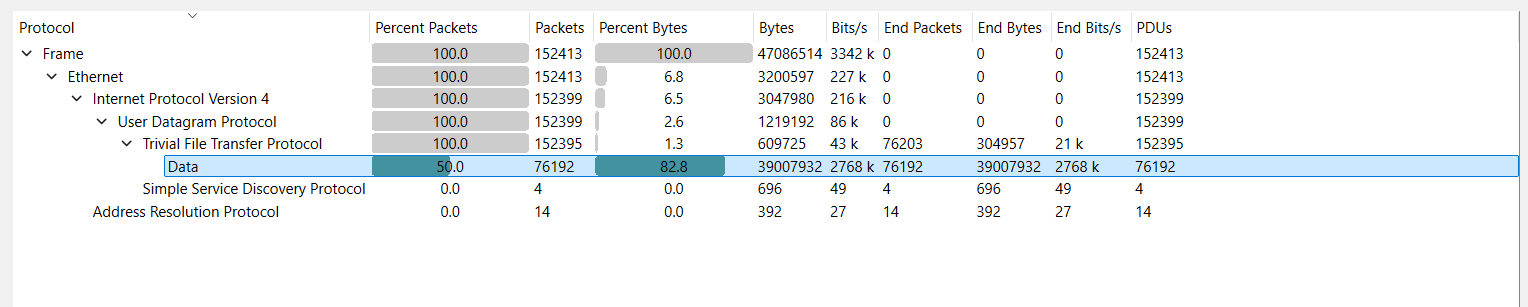 Protocol Percent Packets Packets Percent Bytes Bytes Bits/s End Packets End Bytes End Bits/s PDUs
Frame 100.0 152413 100.0 47086514 3342 k 0 0 0 152413
Ethernet 100.0 152413 6.8 3200597 227 k 0 0 0 152413
Internet Protocol Version 4 100.0 152399 6.5 3047980 216 k 0 0 0 152399
User Datagram Protocol 100.0 152399 2.6 1219192 86 k 0 0 0 152399
Trivial File Transfer Protocol 100.0 152395 1.3 609725 43 k 76203 304957 21 k 152395
Data 50.0 76192 82.8 39007932 2768 k 76192 39007932 2768 k 76192
Simple Service Discovery Protocol 0.0 4 0.0 696 49 4 696 49 4
Address Resolution Protocol 0.0 14 0.0 392 27 14 392 27 14